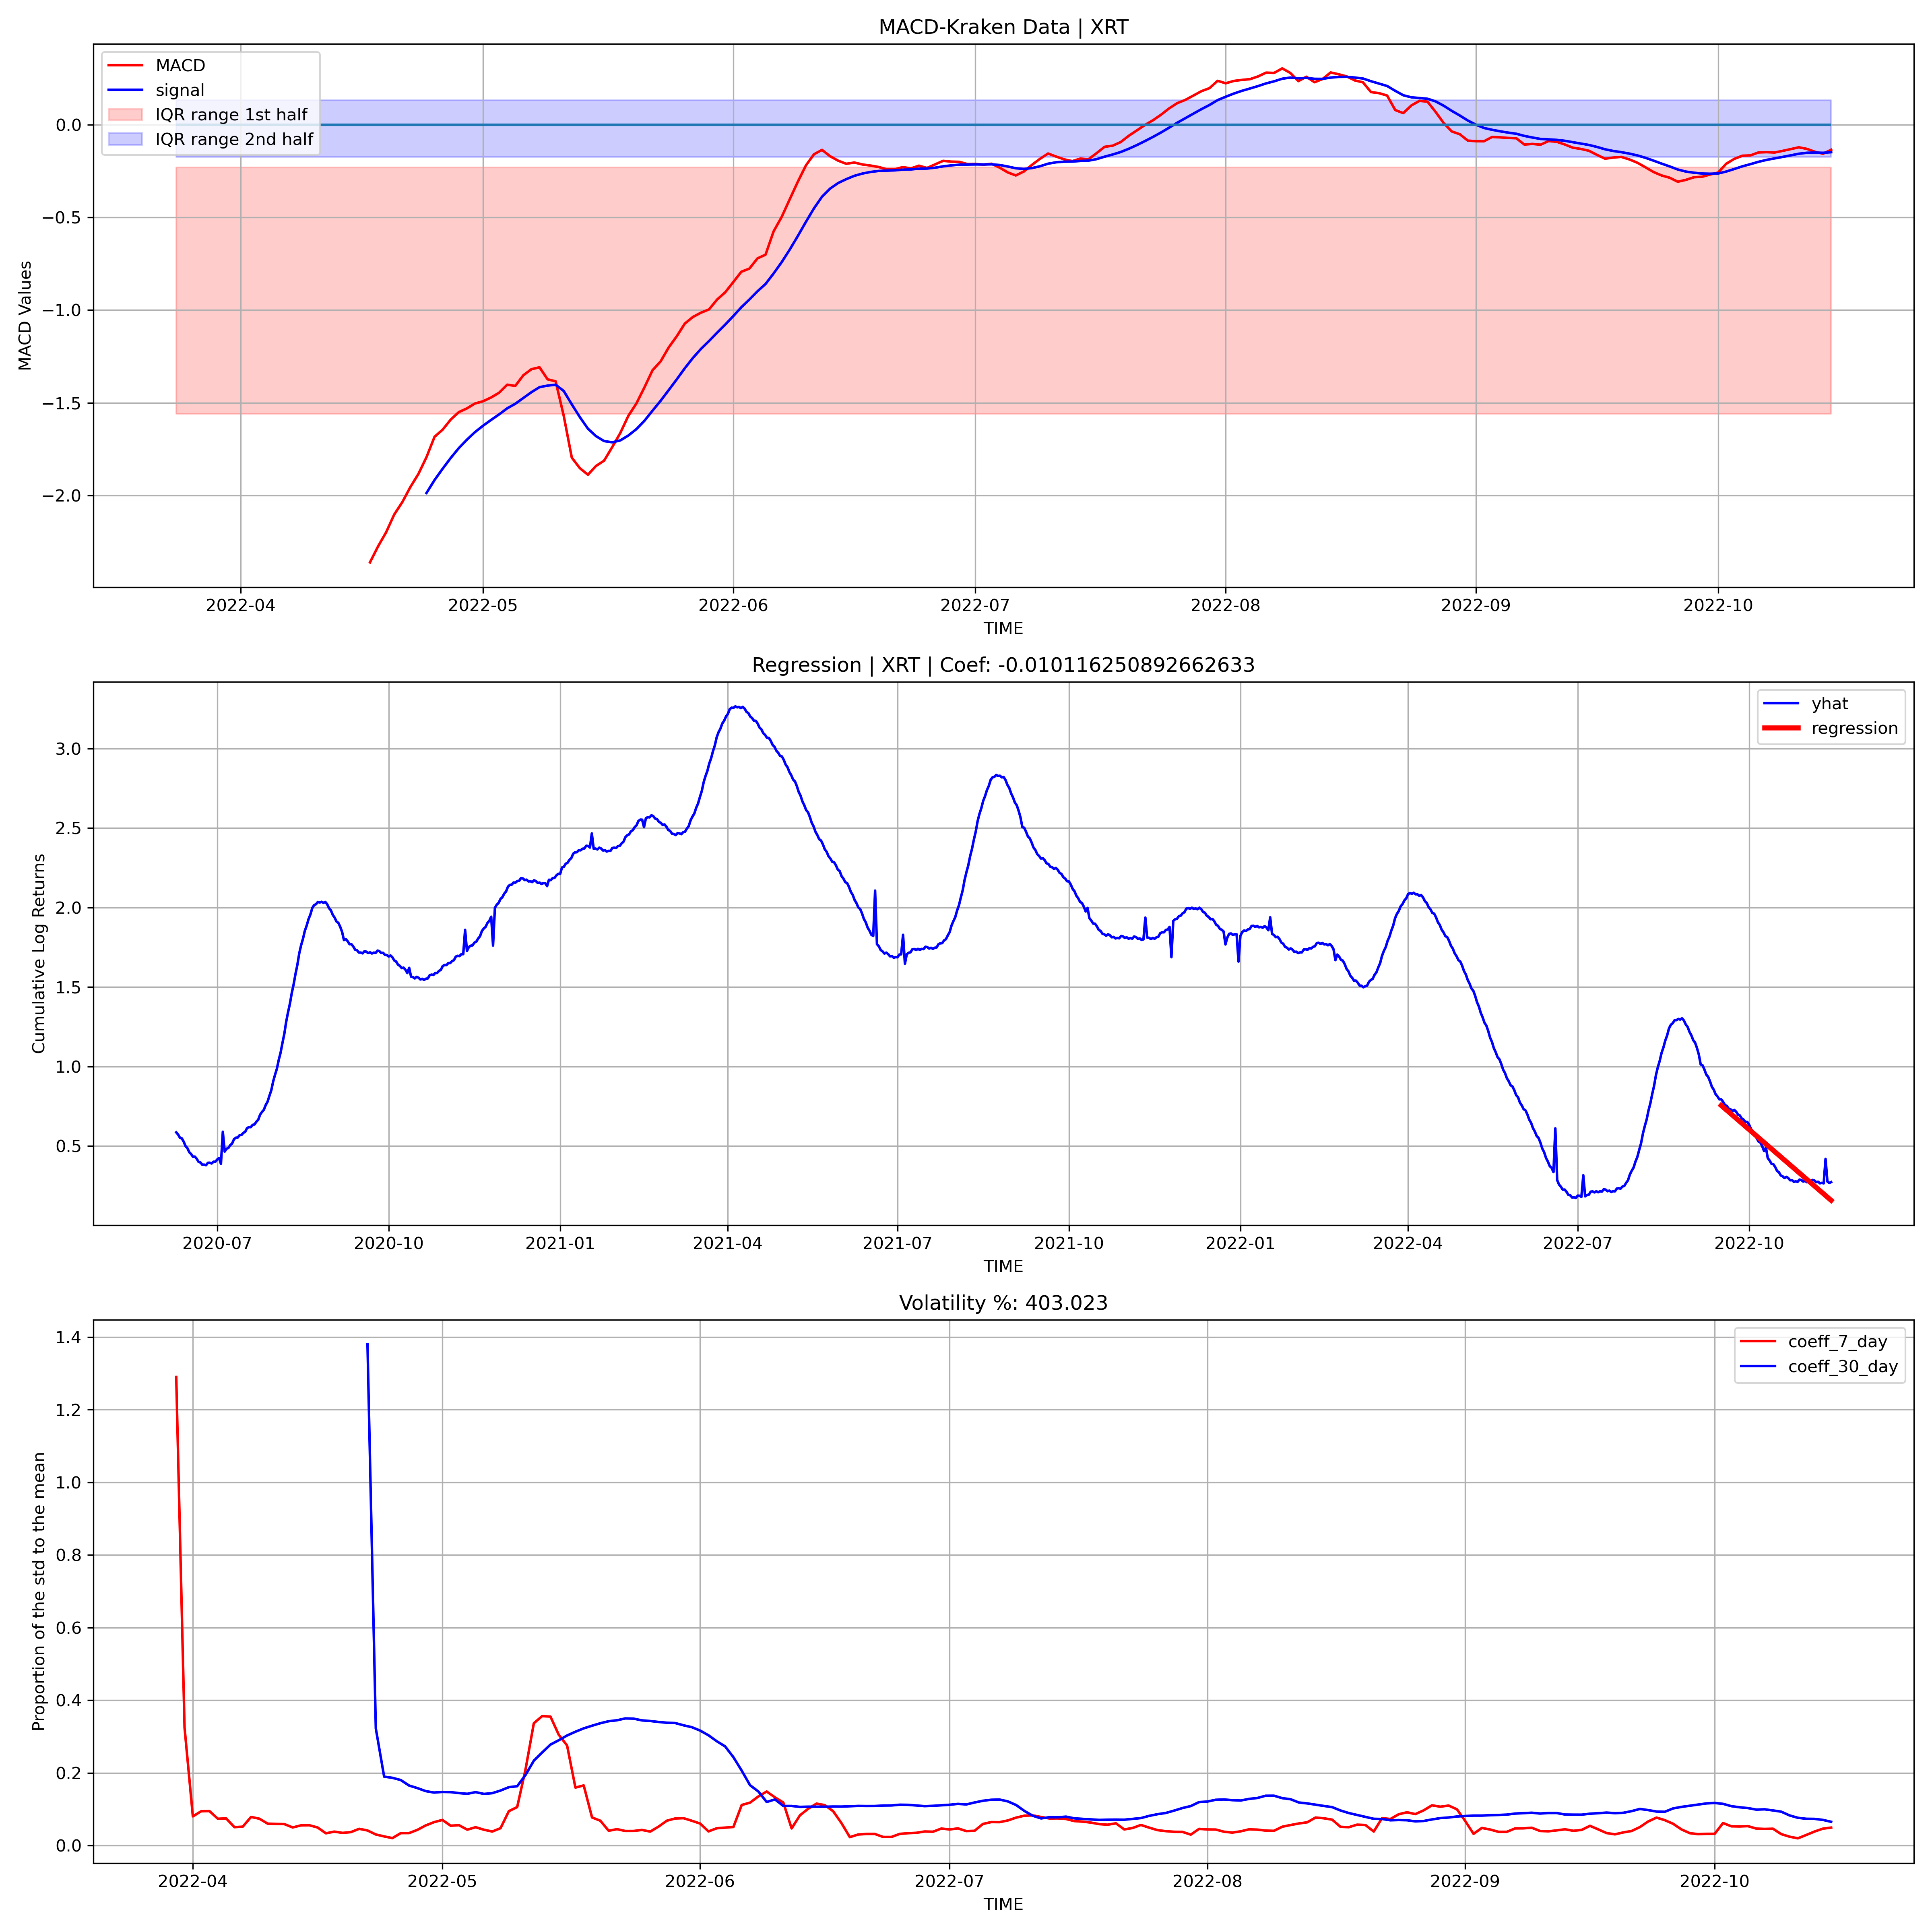 MACD-Kraken Data | XRT
MACD
signal
IQR range 1st half
IQR range 2nd half
MACD Values
0.0
−0.5
−1.0
−1.5
−2.0
2022-04 2022-05 2022-06 2022-07 2022-08 2022-09 2022-10
TIME
Regression | XRT | Coef: -0.010116250892662633
yhat
regression
Cumulative Log Returns
3.0
2.5
2.0
1.5
1.0
0.5
2020-07 2020-10 2021-01 2021-04 2021-07 2021-10 2022-01 2022-04 2022-07 2022-10
TIME
Volatility %: 403.023
coeff_7_day
coeff_30_day
Proportion of the std to the mean
1.4
1.2
1.0
0.8
0.6
0.4
0.2
0.0
2022-04 2022-05 2022-06 2022-07 2022-08 2022-09 2022-10
TIME